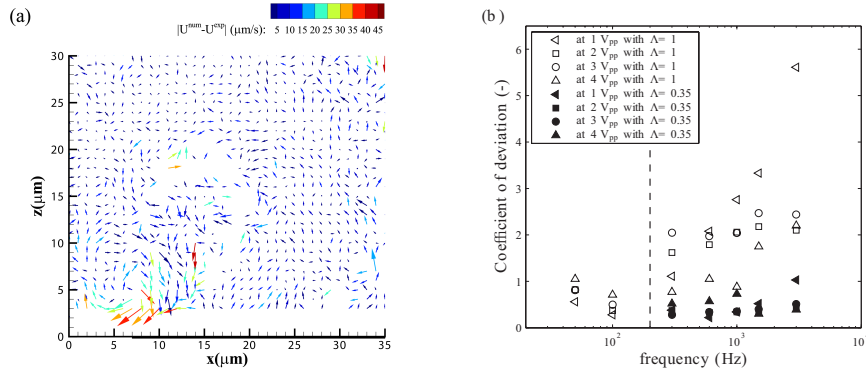 (a)
|U^num-U^exp| (μm/s): 5 10 15 20 25 30 35 40 45
30
25
20
15
10
5
0
z(μm)
0 5 10 15 20 25 30 35
x(μm)
(b)
6
5
4
3
2
1
0
Coefficient of deviation (-)
at 1 V_pp with Λ= 1
at 2 V_pp with Λ= 1
at 3 V_pp with Λ= 1
at 4 V_pp with Λ= 1
at 1 V_pp with Λ= 0.35
at 2 V_pp with Λ= 0.35
at 3 V_pp with Λ= 0.35
at 4 V_pp with Λ= 0.35
10^2 10^3 10
frequency (Hz)